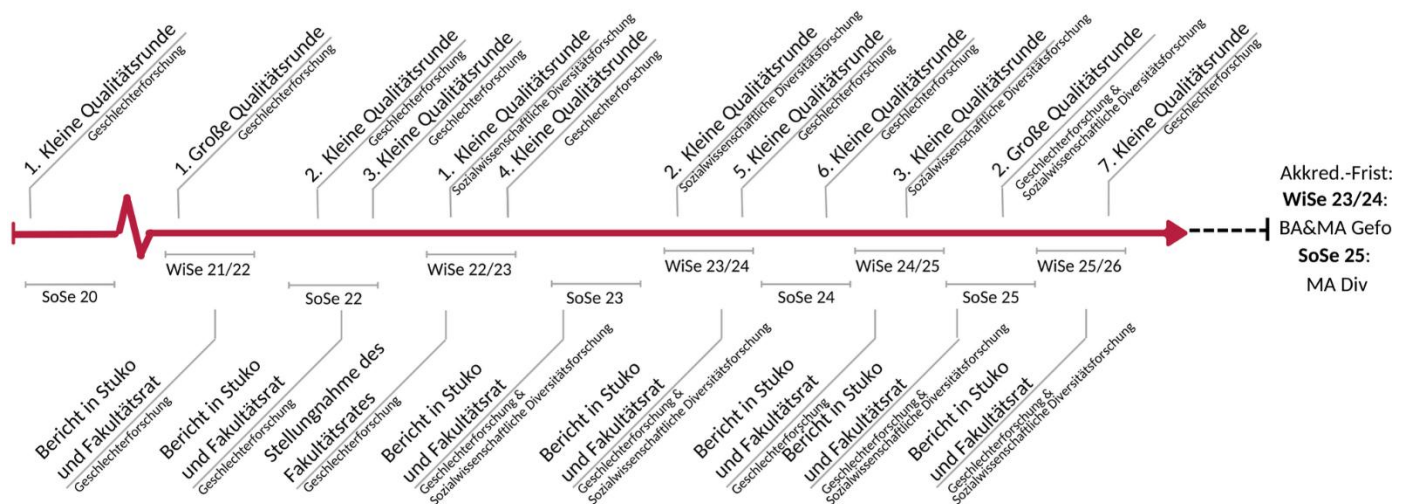 1. Kleine Qualitätsrunde
Geschlechterforschung
1. Große Qualitätsrunde
Geschlechterforschung
2. Kleine Qualitätsrunde
Geschlechterforschung
3. Kleine Qualitätsrunde
Geschlechterforschung
1. Kleine Qualitätsrunde
Sozialwissenschaftliche Diversitätsforschung
4. Kleine Qualitätsrunde
Geschlechterforschung
2. Kleine Qualitätsrunde
Sozialwissenschaftliche Diversitätsforschung
5. Kleine Qualitätsrunde
Geschlechterforschung
6. Kleine Qualitätsrunde
Geschlechterforschung
3. Kleine Qualitätsrunde
Sozialwissenschaftliche Diversitätsforschung
2. Große Qualitätsrunde
Geschlechterforschung &
Sozialwissenschaftliche Diversitätsforschung
7. Kleine Qualitätsrunde
Geschlechterforschung
Akkred.-Frist:
WiSe 23/24:
BA&MA Gefo
SoSe 25:
MA Div
SoSe 20
WiSe 21/22
SoSe 22
WiSe 22/23
SoSe 23
WiSe 23/24
SoSe 24
WiSe 24/25
SoSe 25
WiSe 25/26
Bericht in Stuko
und Fakultätsrat
Geschlechterforschung
Bericht in Stuko
und Fakultätsrat
Geschlechterforschung
Stellungnahme des
Fakultätsrates
Geschlechterforschung
Bericht in Stuko
und Fakultätsrat
Geschlechterforschung &
Sozialwissenschaftliche Diversitätsforschung
Bericht in Stuko
und Fakultätsrat
Geschlechterforschung &
Sozialwissenschaftliche Diversitätsforschung
Bericht in Stuko
und Fakultätsrat
Geschlechterforschung
Bericht in Stuko
und Fakultätsrat
Geschlechterforschung &
Sozialwissenschaftliche Diversitätsforschung
Bericht in Stuko
und Fakultätsrat
Geschlechterforschung &
Sozialwissenschaftliche Diversitätsforschung